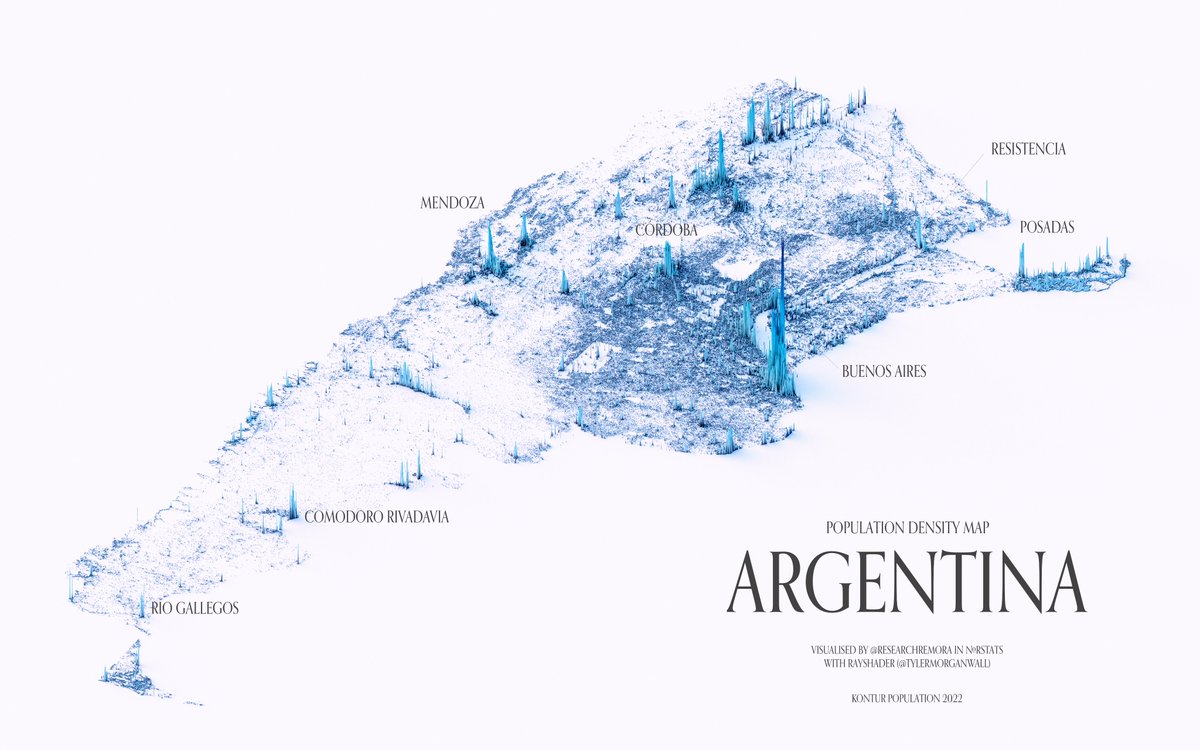 RESISTENCIA
MENDOZA
POSADAS
CORDOBA
BUENOS AIRES
COMODORO RIVADAVIA
RIO GALLEGOS
POPULATION DENSITY MAP
ARGENTINA
VISUALISED BY @RESEARCHREMORA IN #RSTATS
WITH RAYSHADER (@TYLERMORGANWALL)
KONTUR POPULATION 2022